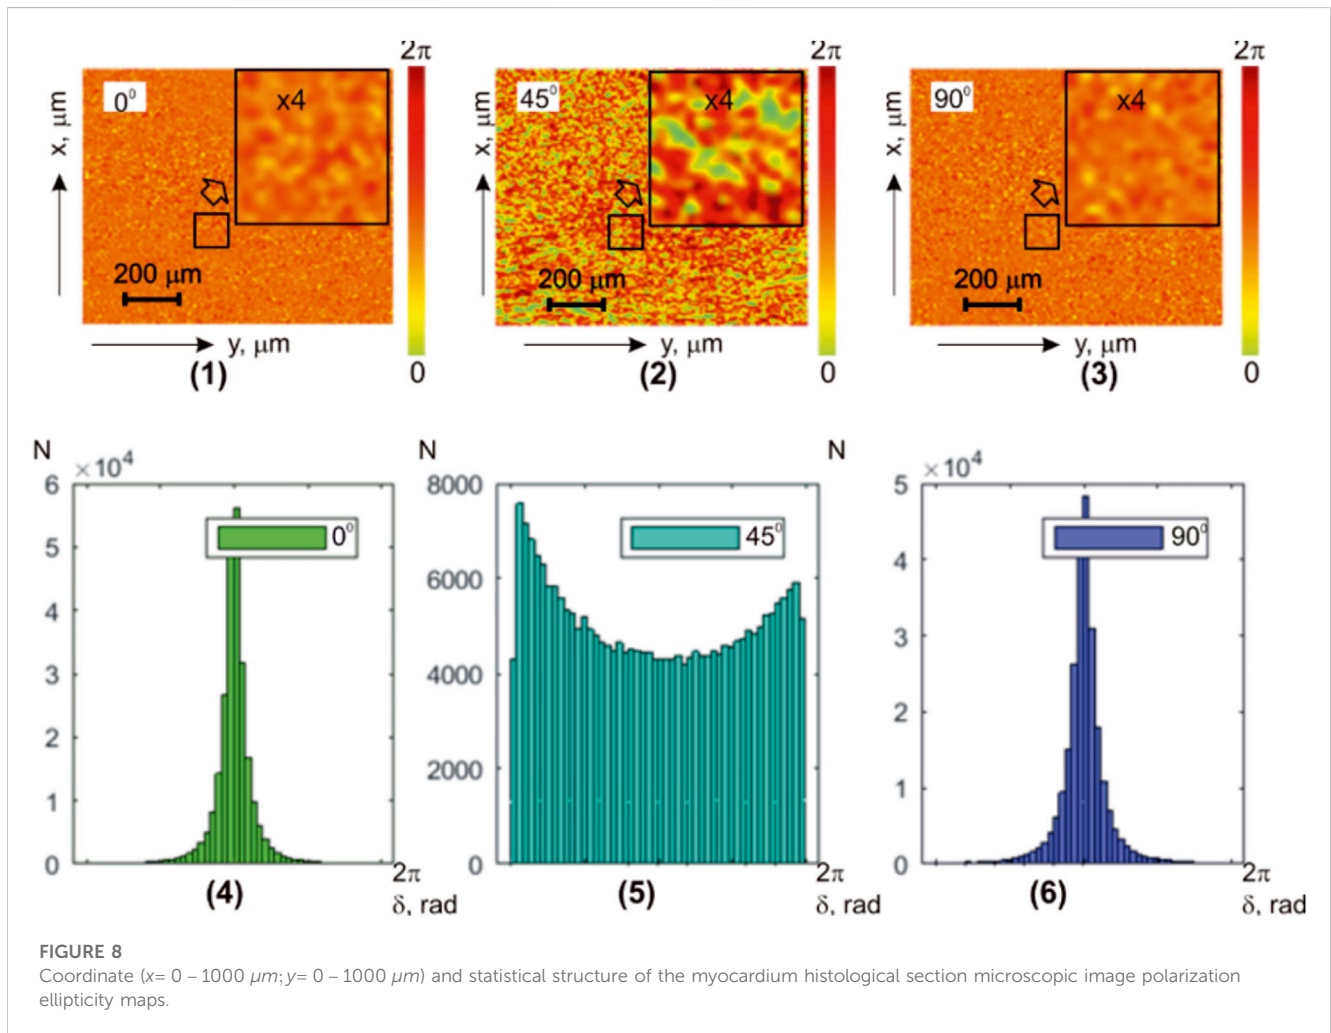 2π 2π 2π
0⁰ x4 45⁰ x4 90⁰ x4
x, μm x, μm x, μm
200 μm 200 μm 200 μm
y, μm y, μm y, μm
0 0 0
(1) (2) (3)
N N N
×10⁴ ×10⁴
6 8000 5
0⁰ 45⁰ 90⁰
5 6000 4
4 3
3 4000
2 2000 2
1 1
0 0 0
2π 2π 2π
(4) (5) (6)
δ, rad δ, rad δ, rad
FIGURE 8
Coordinate (x= 0 – 1000 μm; y= 0 – 1000 μm) and statistical structure of the myocardium histological section microscopic image polarization
ellipticity maps.